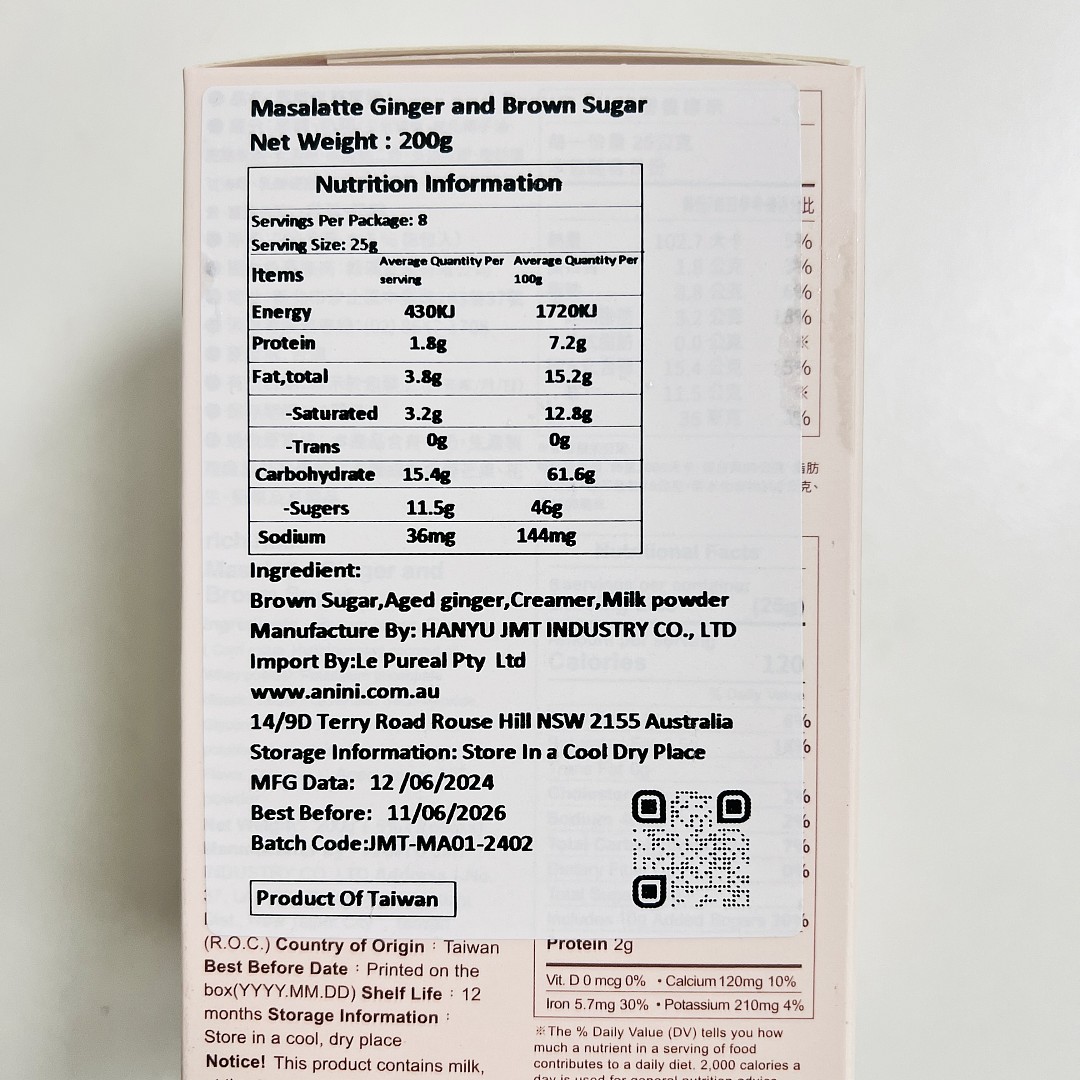 Masalatte Ginger and Brown Sugar
Net Weight : 200g
Nutrition Information
Servings Per Package: 8
Serving Size: 25g
Items Average Quantity Per serving Average Quantity Per 100g
Energy 430KJ 1720KJ
Protein 1.8g 7.2g
Fat,total 3.8g 15.2g
-Saturated 3.2g 12.8g
-Trans 0g 0g
Carbohydrate 15.4g 61.6g
-Sugers 11.5g 46g
Sodium 36mg 144mg
Ingredient:
Brown Sugar,Aged ginger,Creamer,Milk powder
Manufacture By: HANYU JMT INDUSTRY CO., LTD
Import By:Le Pureal Pty Ltd
www.anini.com.au
14/9D Terry Road Rouse Hill NSW 2155 Australia
Storage Information: Store In a Cool Dry Place
MFG Data: 12 /06/2024
Best Before: 11/06/2026
Batch Code:JMT-MA01-2402
Product Of Taiwan
(R.O.C.) Country of Origin : Taiwan
Best Before Date : Printed on the
box(YYYY.MM.DD) Shelf Life : 12
months Storage Information :
Store in a cool, dry place
Notice! This product contains milk,
Protein 2g
Vit. D 0 mcg 0% • Calcium 120mg 10%
Iron 5.7mg 30% • Potassium 210mg 4%
※The % Daily Value (DV) tells you how
much a nutrient in a serving of food
contributes to a daily diet. 2,000 calories a
day is used for general nutrition advice.